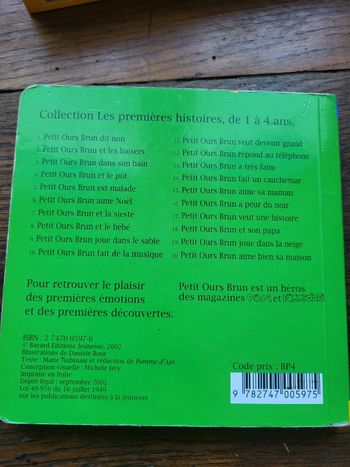 Collection Les premières histoires, de 1 à 4 ans.
1. Petit Ours Brun dit non
2. Petit Ours Brun et les baisers
3. Petit Ours Brun dans son bain
4. Petit Ours Brun et le pot
5. Petit Ours Brun est malade
6. Petit Ours Brun aime Noël
7. Petit Ours Brun et la sieste
8. Petit Ours Brun et le bébé
9. Petit Ours Brun joue dans le sable
10. Petit Ours Brun fait de la musique
11. Petit Ours Brun veut devenir grand
12. Petit Ours Brun répond au téléphone
13. Petit Ours Brun a très faim
14. Petit Ours Brun fait un cauchemar
15. Petit Ours Brun aime sa maman
16. Petit Ours Brun a peur du noir
17. Petit Ours Brun veut une histoire
18. Petit Ours Brun et son papa
19. Petit Ours Brun joue dans la neige
20. Petit Ours Brun aime bien sa maison
Pour retrouver le plaisir
des premières émotions
et des premières découvertes.
Petit Ours Brun est un héros
des magazines et
ISBN : 2 7470 0597 6
© Bayard Éditions Jeunesse, 2002
Illustrations de Danièle Bour
Texte : Marie Aubinais et rédaction de Pomme d'Api
Conception visuelle : Michèle Isvy
Imprimé en Italie
Dépôt légal : septembre 2002
Loi 49-956 du 16 juillet 1949
sur les publications destinées à la jeunesse
Code prix : BP4
9 782747 005975